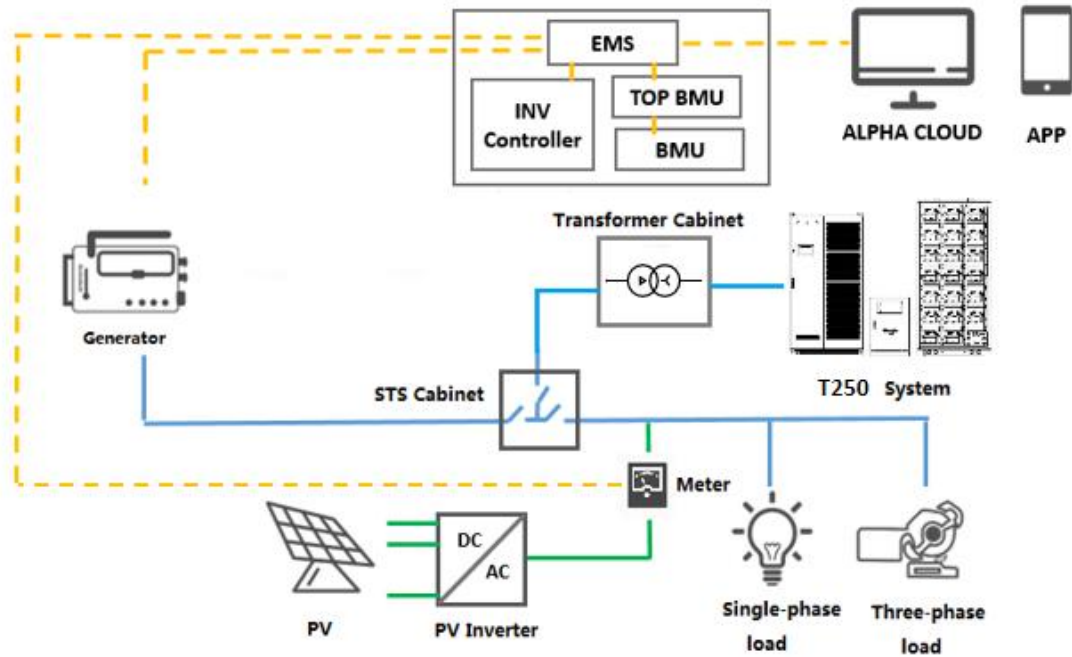 EMS
INV
Controller
TOP BMU
BMU
ALPHA CLOUD
APP
Transformer Cabinet
Generator
STS Cabinet
T250 System
Meter
DC
AC
PV
PV Inverter
Single-phase
load
Three-phase
load